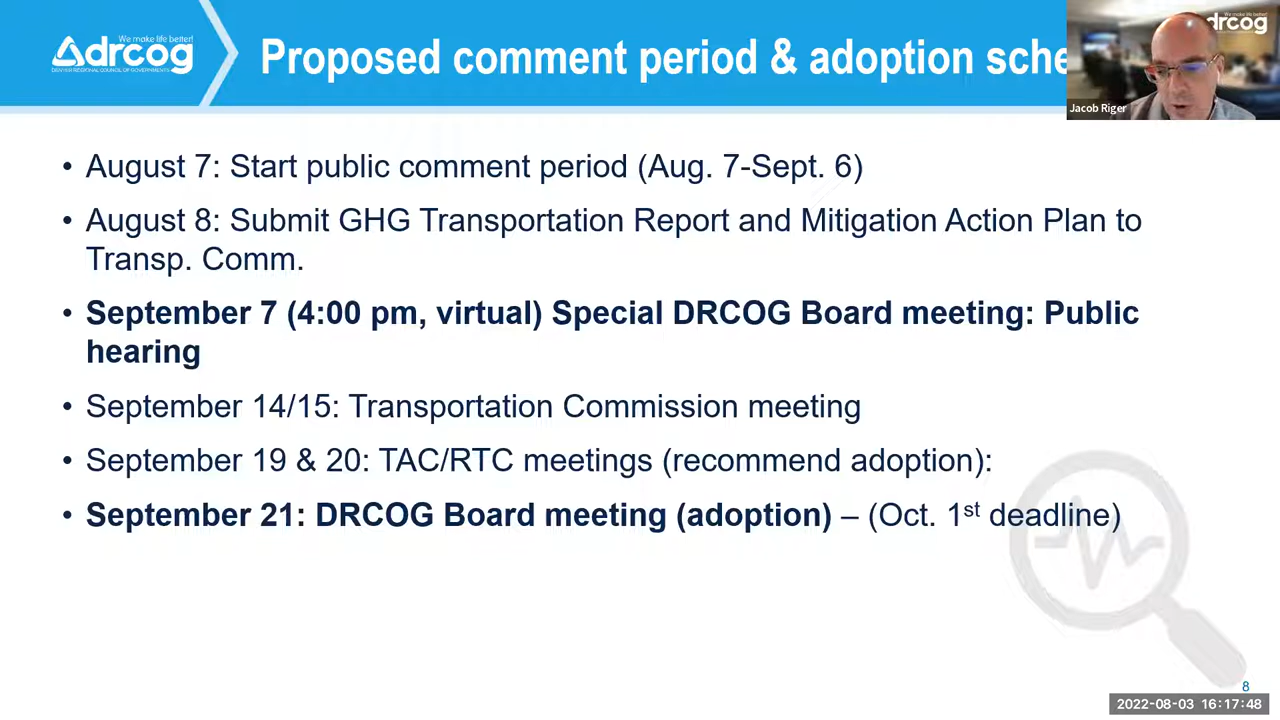 We make life better!
drcog
DENVER REGIONAL COUNCIL OF GOVERNMENTS
Proposed comment period & adoption sche
We make life better!
drcog
Jacob Riger
• August 7: Start public comment period (Aug. 7-Sept. 6)
• August 8: Submit GHG Transportation Report and Mitigation Action Plan to
Transp. Comm.
• September 7 (4:00 pm, virtual) Special DRCOG Board meeting: Public
hearing
• September 14/15: Transportation Commission meeting
• September 19 & 20: TAC/RTC meetings (recommend adoption):
• September 21: DRCOG Board meeting (adoption) – (Oct. 1st deadline)
8
2022-08-03 16:17:48